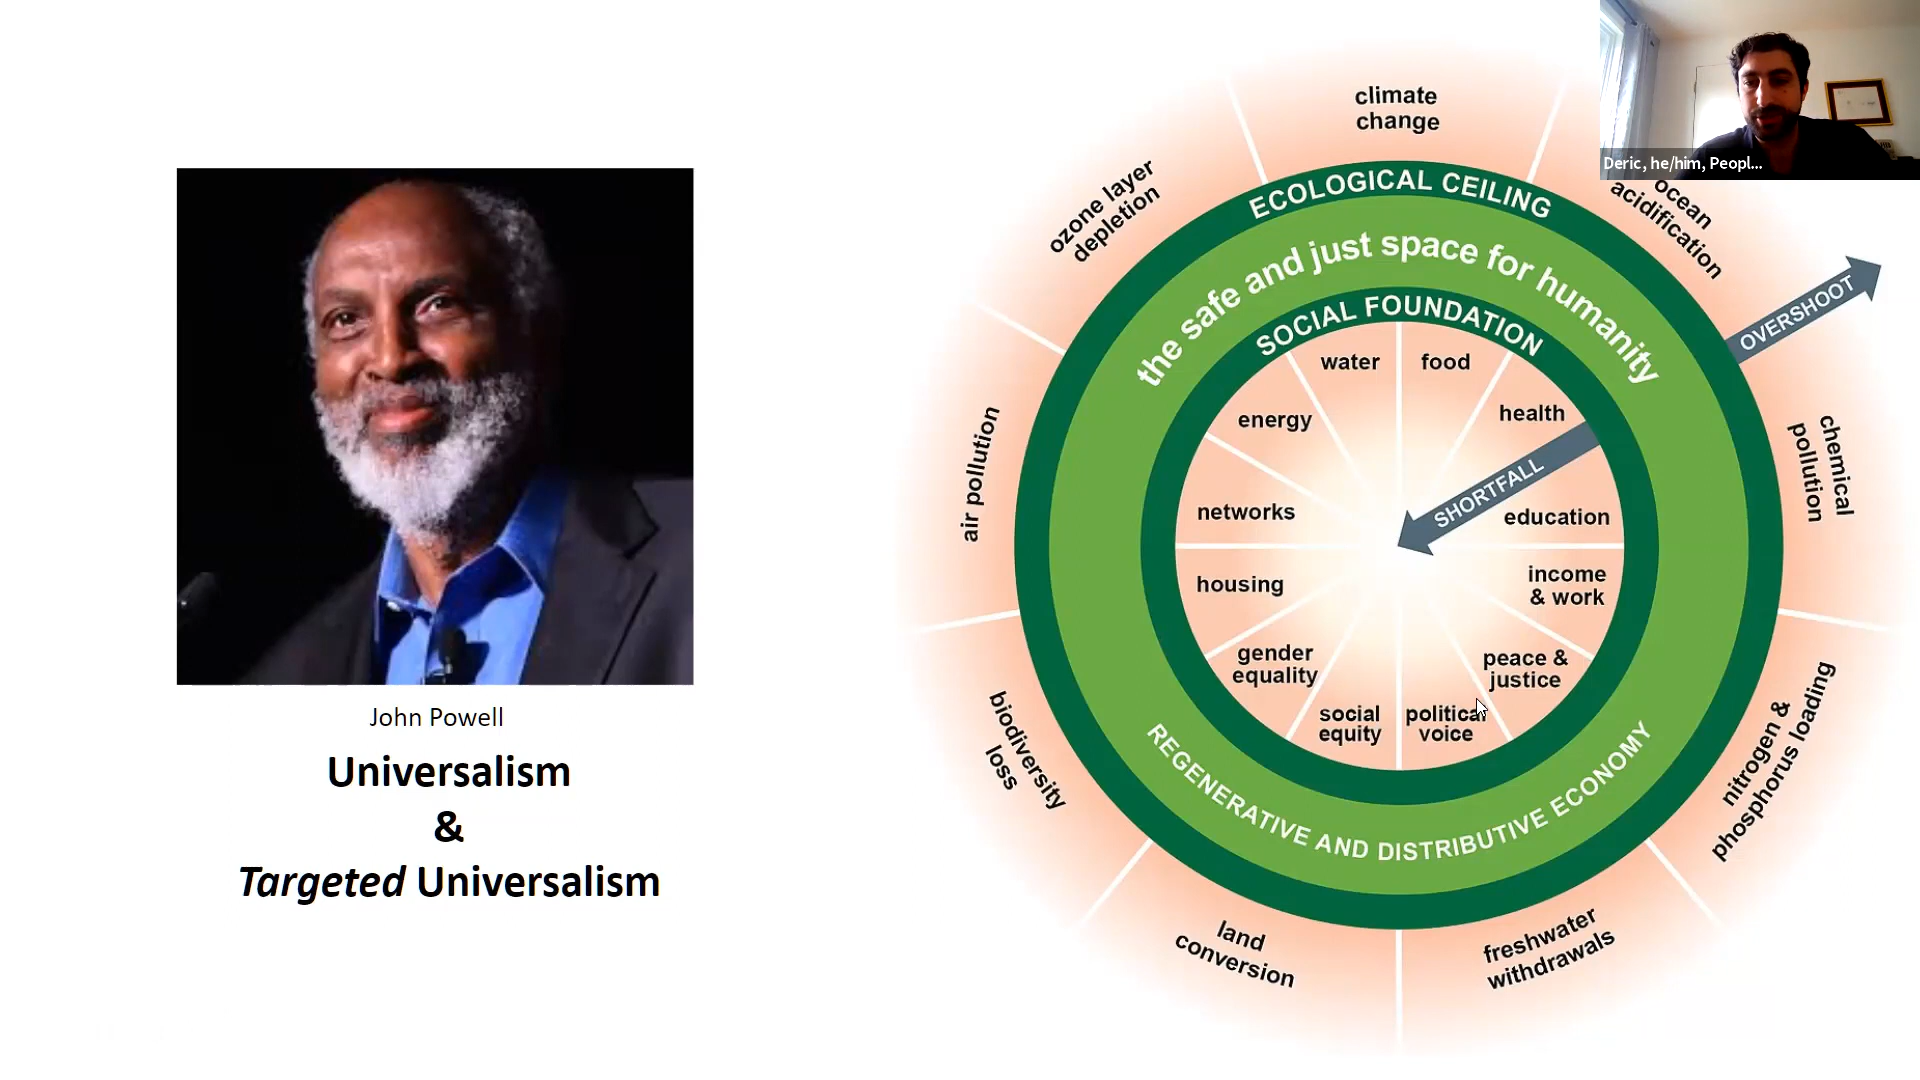 John Powell
Universalism
&
Targeted Universalism
climate
change
ozone layer
depletion
ocean
acidification
air pollution
chemical
pollution
biodiversity
loss
nitrogen &
phosphorus loading
land
conversion
freshwater
withdrawals
ECOLOGICAL CEILING
the safe and just space for humanity
SOCIAL FOUNDATION
OVERSHOOT
SHORTFALL
water
food
energy
health
networks
education
housing
income
& work
gender
equality
peace &
justice
social
equity
political
voice
REGENERATIVE AND DISTRIBUTIVE ECONOMY
Deric, he/him, Peopl...